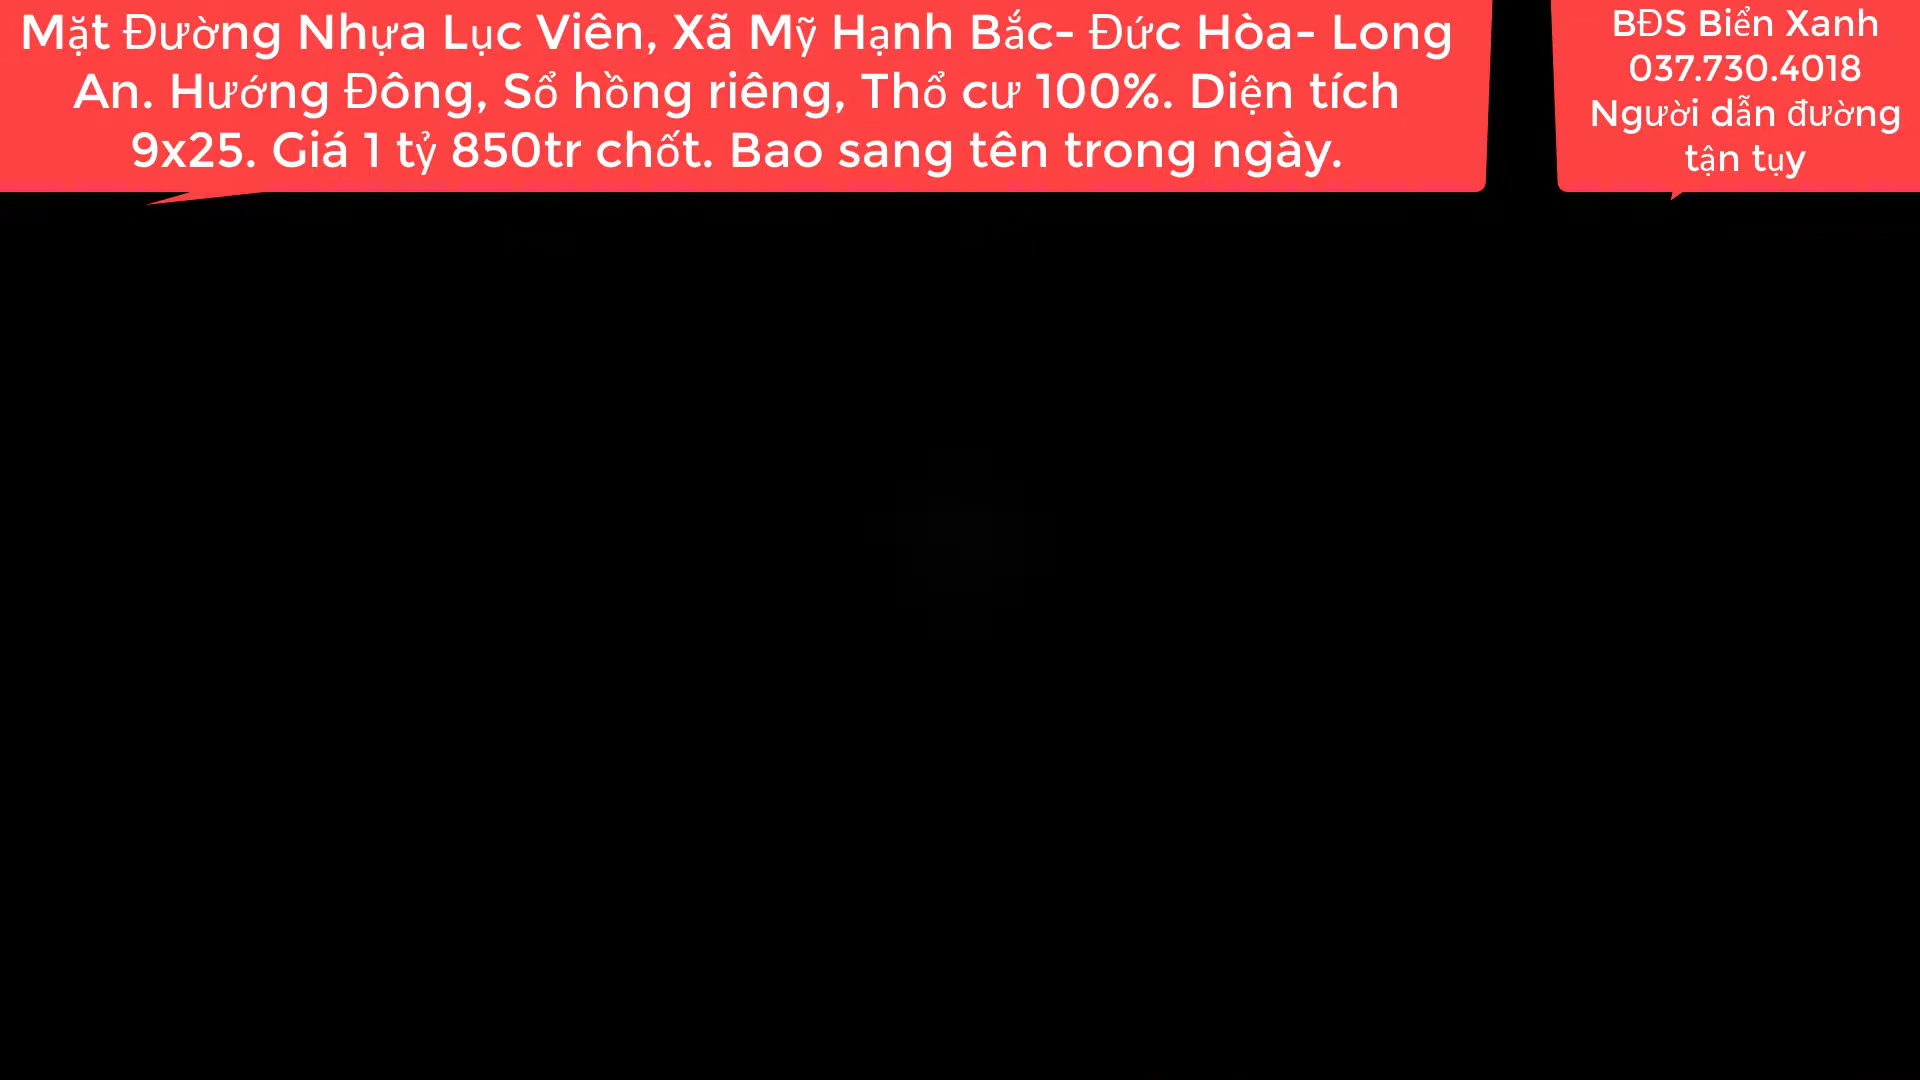 Mặt Đường Nhựa Lục Viên, Xã Mỹ Hạnh Bắc- Đức Hòa- Long
An. Hướng Đông, Sổ hồng riêng, Thổ cư 100%. Diện tích
9x25. Giá 1 tỷ 850tr chốt. Bao sang tên trong ngày.
BĐS Biển Xanh
037.730.4018
Người dẫn đường
tận tụy